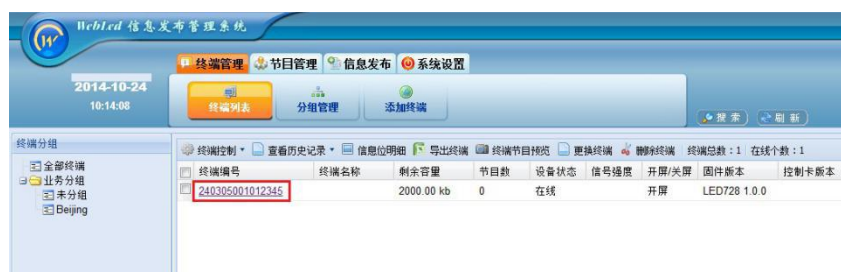 WebLed 信息发布管理系统
终端管理 节目管理 信息发布 系统设置
2014-10-24
10:14:08
终端列表 分组管理 添加终端
搜索 刷新
终端分组
终端控制 查看历史记录 信息位明细 导出终端 终端节目预览 更换终端 删除终端 终端总数：1 在线个数：1
全部终端
业务分组
未分组
Beijing
终端编号 终端名称 剩余容量 节目数 设备状态 信号强度 开屏/关屏 固件版本 控制卡版本
240305001012345 2000.00 kb 0 在线 开屏 LED728 1.0.0